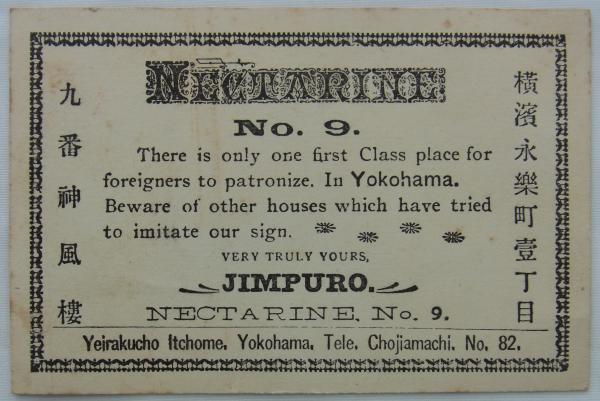 NECTARINE
No. 9.
There is only one first Class place for
foreigners to patronize. In Yokohama.
Beware of other houses which have tried
to imitate our sign.
VERY TRULY YOURS,
JIMPURO.
NECTARINE, No. 9.
Yeirakucho Itchome, Yokohama, Tele, Chojiamachi, No. 82.
橫濱永樂町壹丁目
九番神風樓